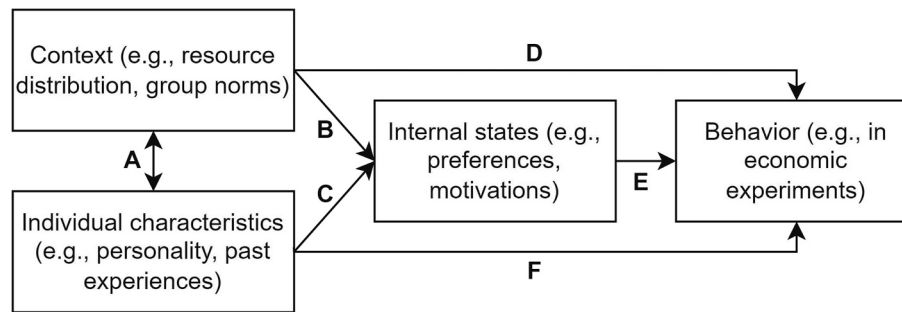 Context (e.g., resource
distribution, group norms)
D
B
Internal states (e.g.,
preferences,
motivations)
Behavior (e.g., in
economic
experiments)
A
C
E
Individual characteristics
(e.g., personality, past
experiences)
F